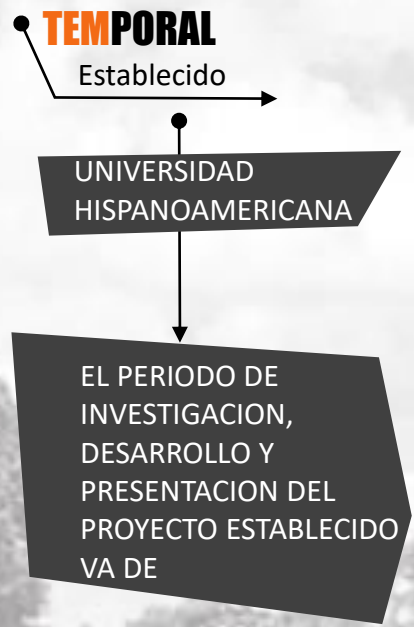 TEMPORAL
Establecido
UNIVERSIDAD
HISPANOAMERICANA
EL PERIODO DE
INVESTIGACION,
DESARROLLO Y
PRESENTACION DEL
PROYECTO ESTABLECIDO
VA DE